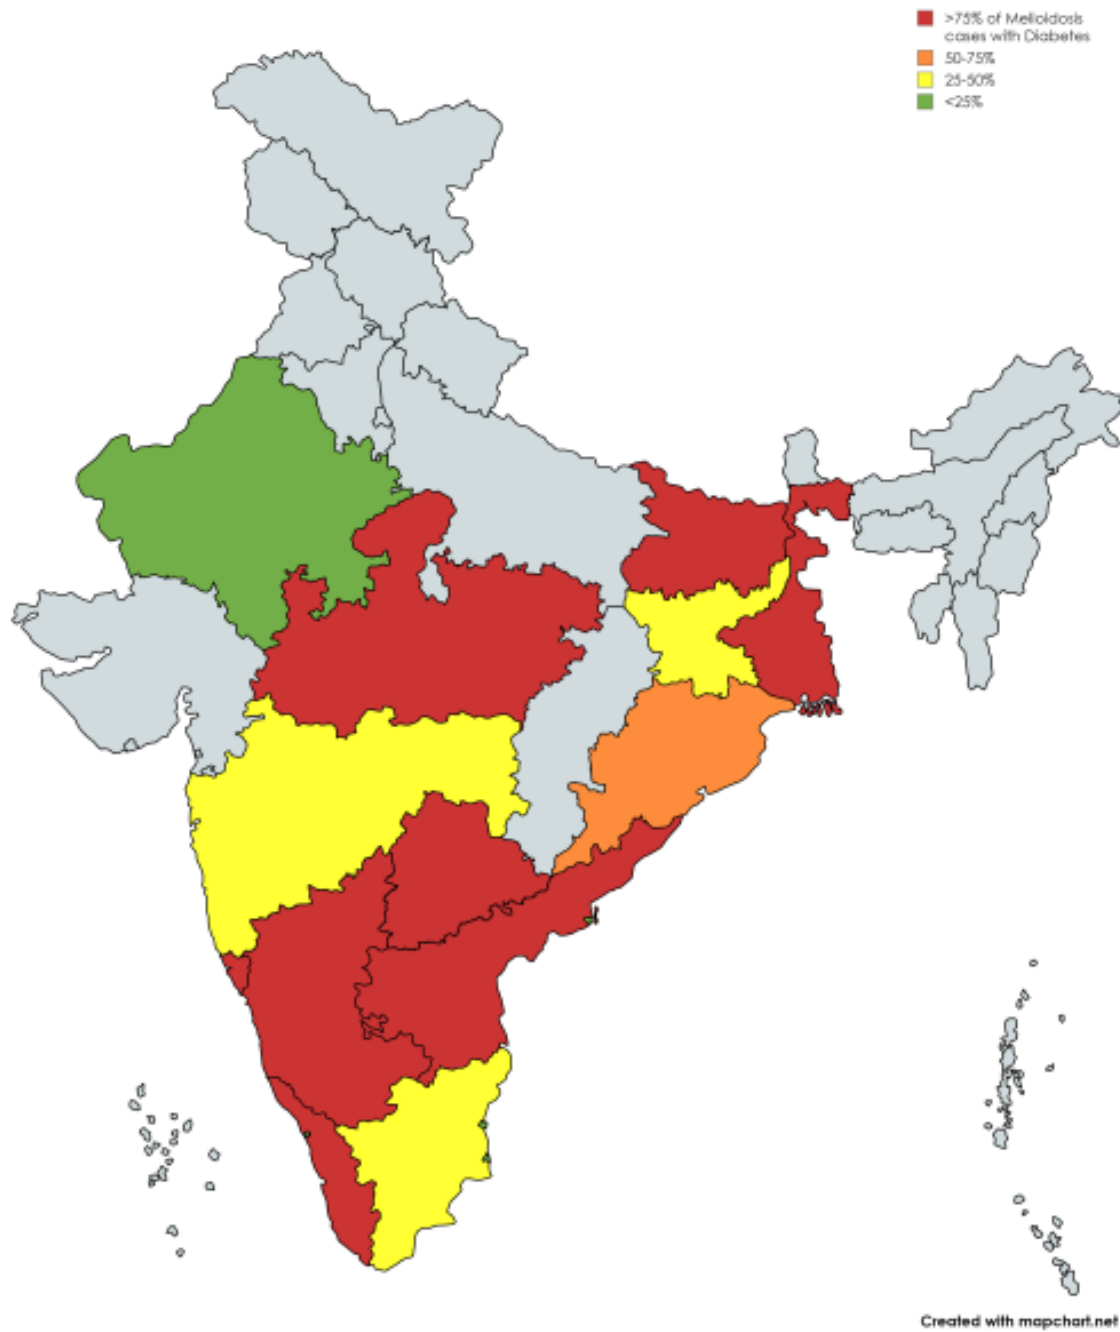 >75% of Melioidosis
cases with Diabetes
50-75%
25-50%
<25%
Created with mapchart.net